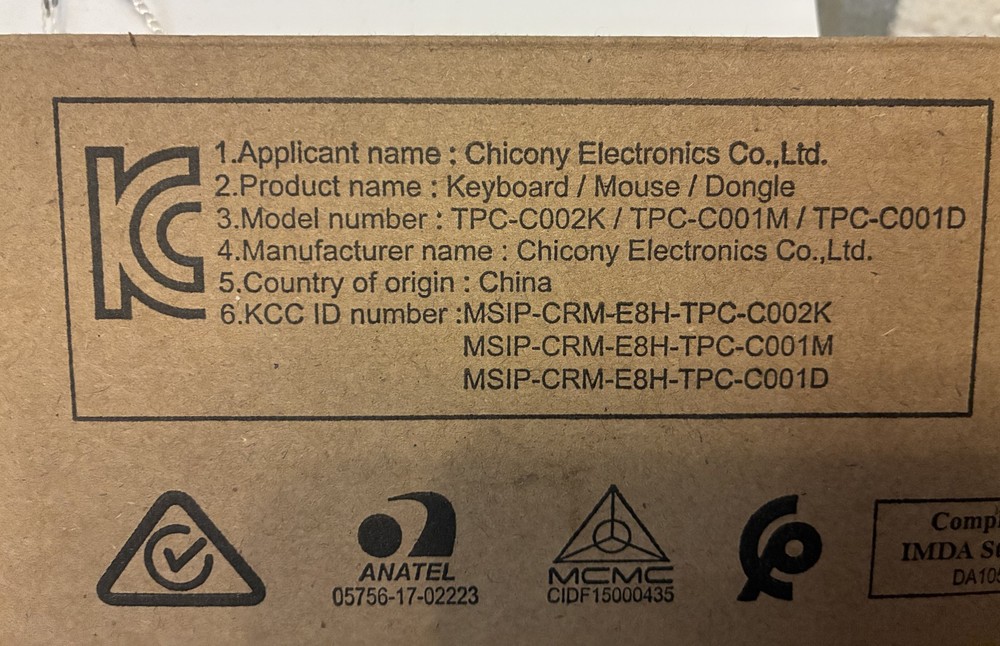 KC
1.Applicant name : Chicony Electronics Co.,Ltd.
2.Product name : Keyboard / Mouse / Dongle
3.Model number : TPC-C002K / TPC-C001M / TPC-C001D
4.Manufacturer name : Chicony Electronics Co.,Ltd.
5.Country of origin : China
6.KCC ID number :MSIP-CRM-E8H-TPC-C002K
MSIP-CRM-E8H-TPC-C001M
MSIP-CRM-E8H-TPC-C001D
ANATEL
05756-17-02223
MCMC
CIDF15000435
IMDA